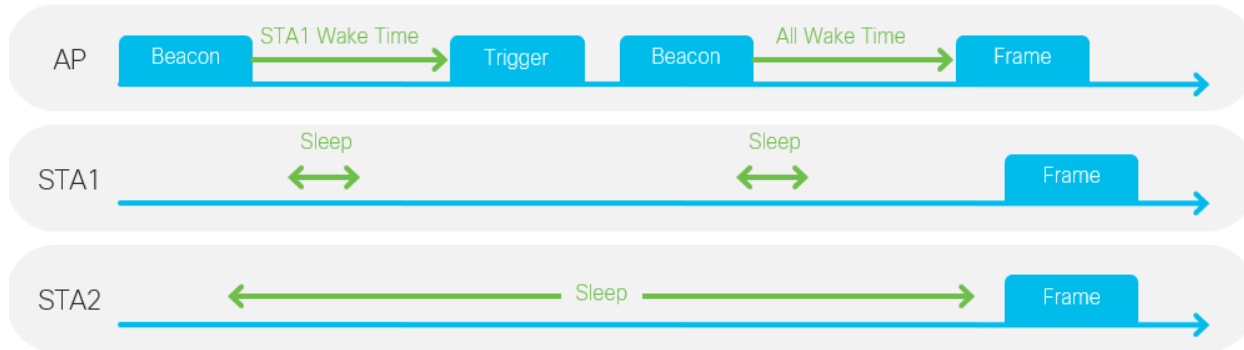 AP
Beacon
STA1 Wake Time
Trigger
Beacon
All Wake Time
Frame
STA1
Sleep
Sleep
Frame
STA2
Sleep
Frame